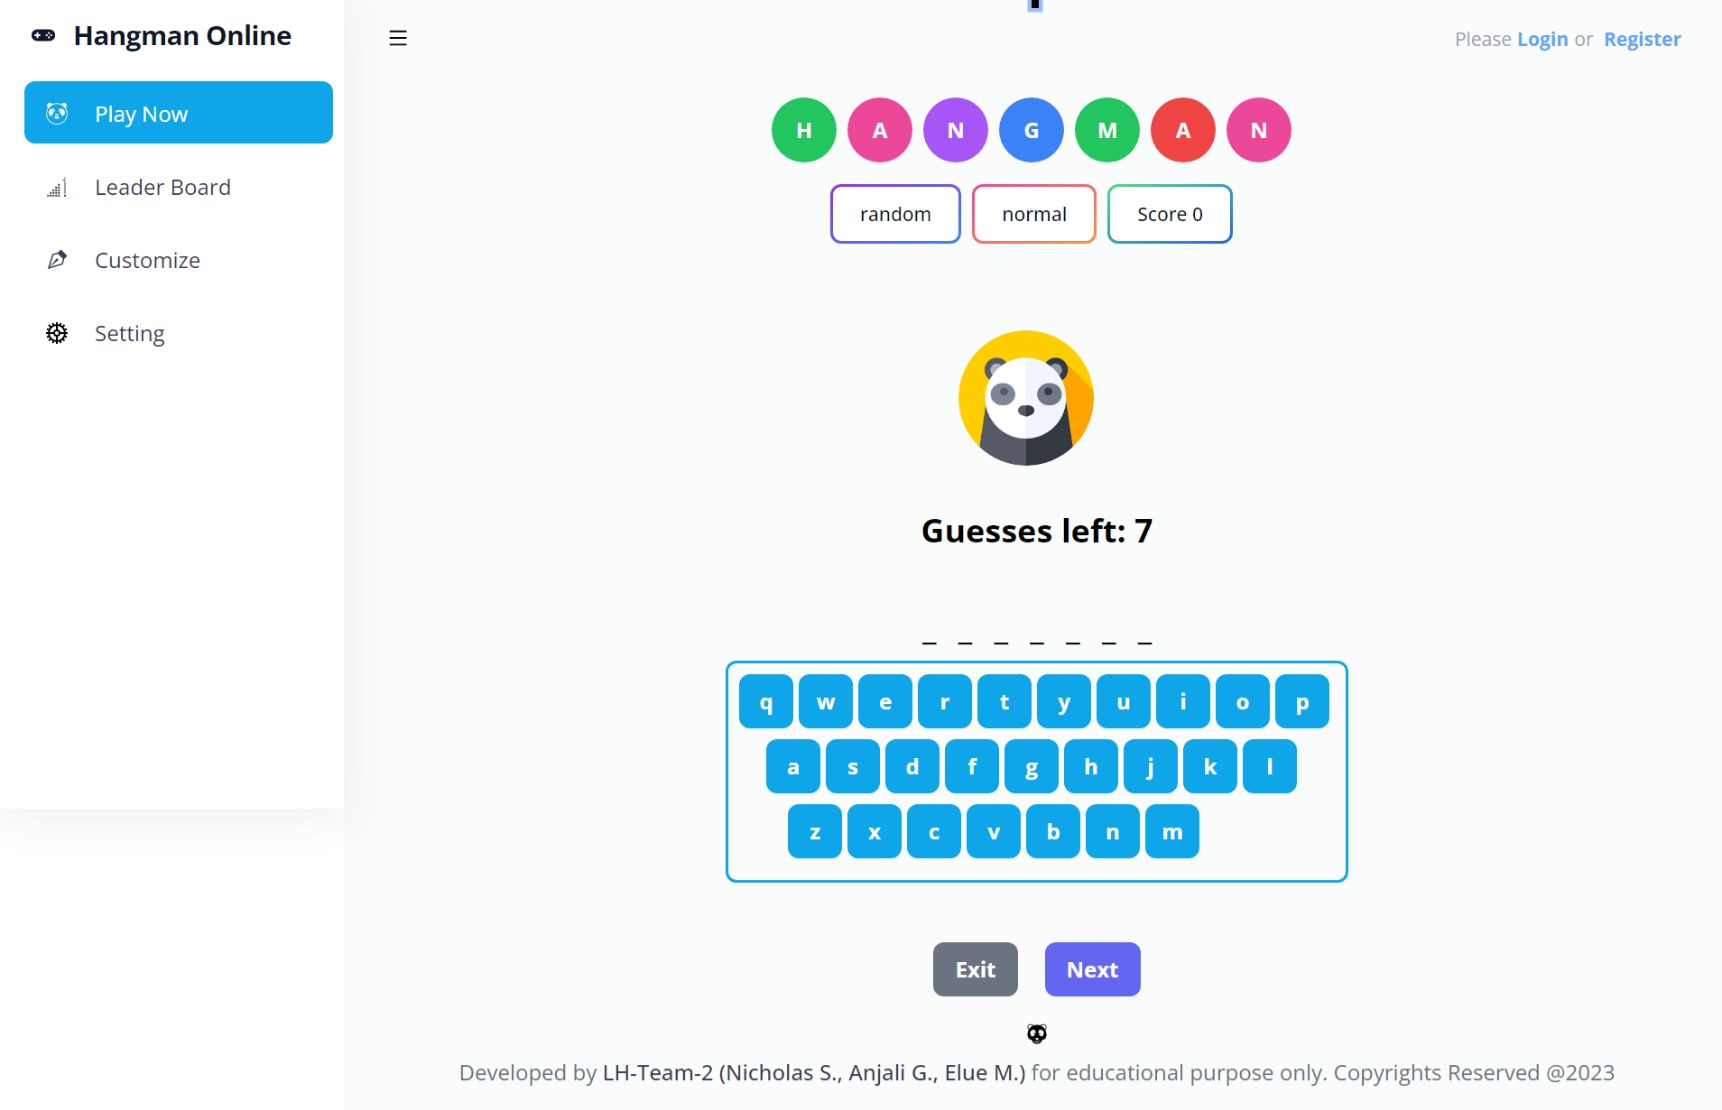 Hangman Online
Please Login or Register
Play Now
Leader Board
Customize
Setting
H A N G M A N
random normal Score 0
Guesses left: 7
_ _ _ _ _ _ _
q w e r t y u i o p
a s d f g h j k l
z x c v b n m
Exit Next
Developed by LH-Team-2 (Nicholas S., Anjali G., Elue M.) for educational purpose only. Copyrights Reserved @2023